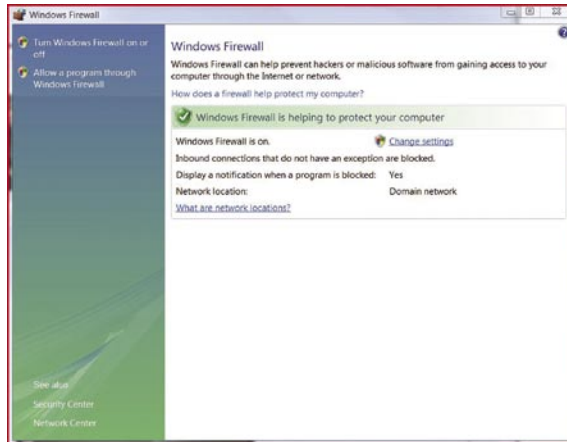 Windows Firewall
Turn Windows Firewall on or
off
Allow a program through
Windows Firewall
Windows Firewall
Windows Firewall can help prevent hackers or malicious software from gaining access to your
computer through the Internet or network.
How does a firewall help protect my computer?
Windows Firewall is helping to protect your computer
Windows Firewall is on.
Change settings
Inbound connections that do not have an exception are blocked.
Display a notification when a program is blocked: Yes
Network location: Domain network
What are network locations?
See also
Security Center
Network Center